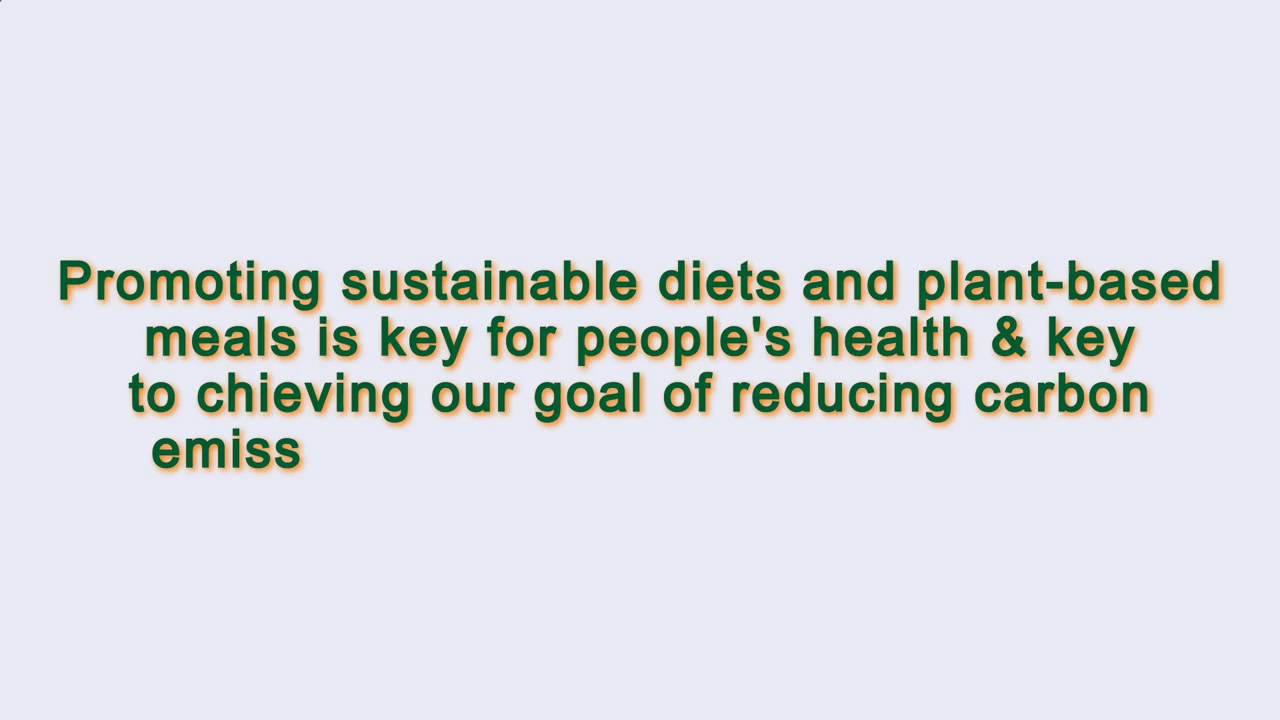 Promoting sustainable diets and plant-based
meals is key for people's health & key
to chieving our goal of reducing carbon
emiss